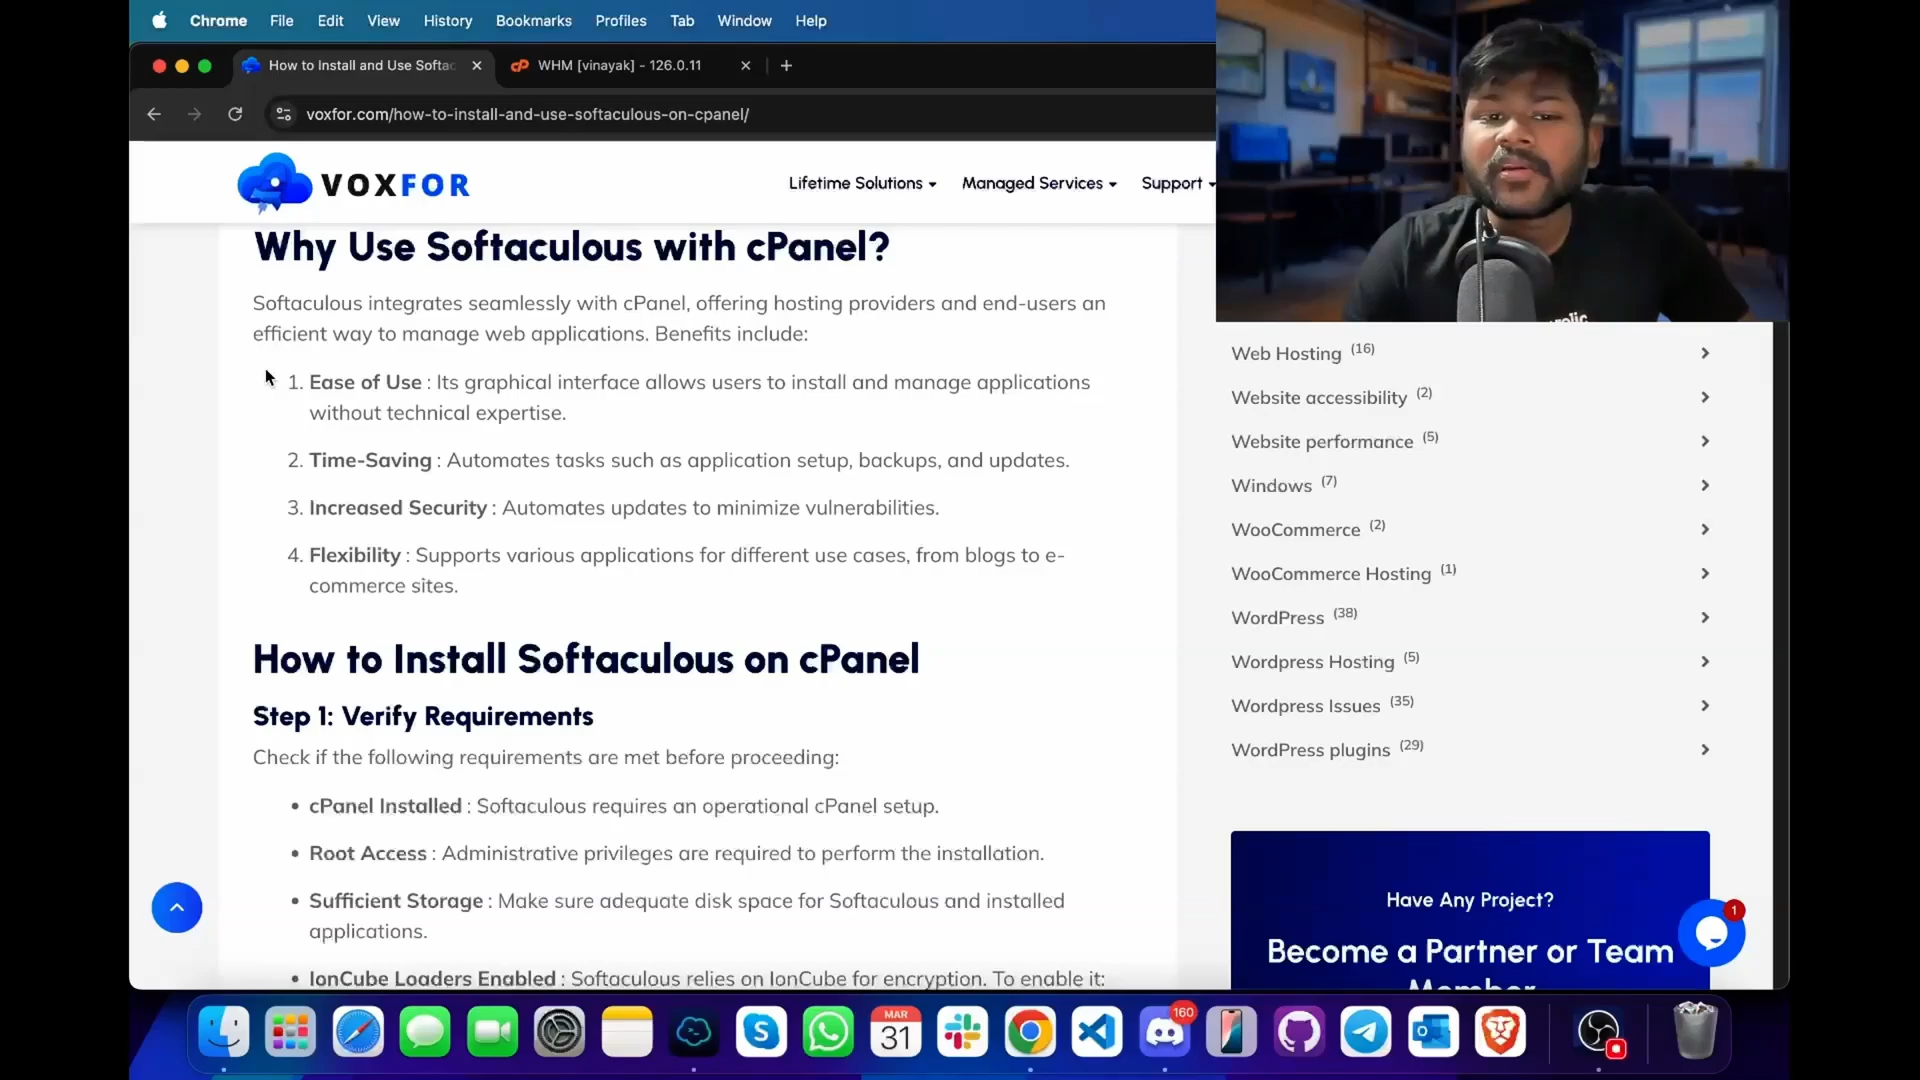 Chrome File Edit View History Bookmarks Profiles Tab Window Help
How to Install and Use Softac
WHM [vinayak] - 126.0.11
voxfor.com/how-to-install-and-use-softaculous-on-cpanel/
VOXFOR
Lifetime Solutions
Managed Services
Support
Why Use Softaculous with cPanel?
Softaculous integrates seamlessly with cPanel, offering hosting providers and end-users an
efficient way to manage web applications. Benefits include:
1. Ease of Use : Its graphical interface allows users to install and manage applications
without technical expertise.
2. Time-Saving : Automates tasks such as application setup, backups, and updates.
3. Increased Security : Automates updates to minimize vulnerabilities.
4. Flexibility : Supports various applications for different use cases, from blogs to e-
commerce sites.
How to Install Softaculous on cPanel
Step 1: Verify Requirements
Check if the following requirements are met before proceeding:
• cPanel Installed : Softaculous requires an operational cPanel setup.
• Root Access : Administrative privileges are required to perform the installation.
• Sufficient Storage : Make sure adequate disk space for Softaculous and installed
applications.
• IonCube Loaders Enabled : Softaculous relies on IonCube for encryption. To enable it:
Web Hosting (16)
Website accessibility (2)
Website performance (5)
Windows (7)
WooCommerce (2)
WooCommerce Hosting (1)
WordPress (38)
Wordpress Hosting (5)
Wordpress Issues (35)
WordPress plugins (29)
Have Any Project?
Become a Partner or Team
Member
1
MAR
31
160